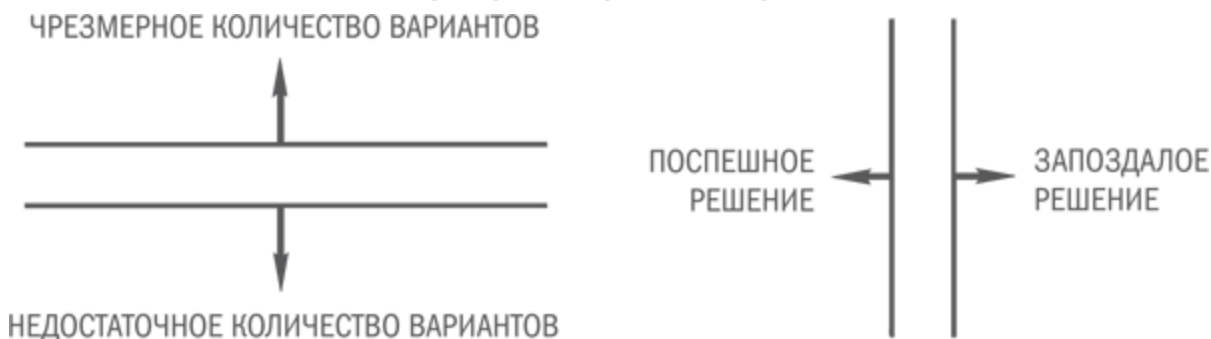 ЧРЕЗМЕРНОЕ КОЛИЧЕСТВО ВАРИАНТОВ
НЕДОСТАТОЧНОЕ КОЛИЧЕСТВО ВАРИАНТОВ
ПОСПЕШНОЕ
РЕШЕНИЕ
ЗАПОЗДАЛОЕ
РЕШЕНИЕ